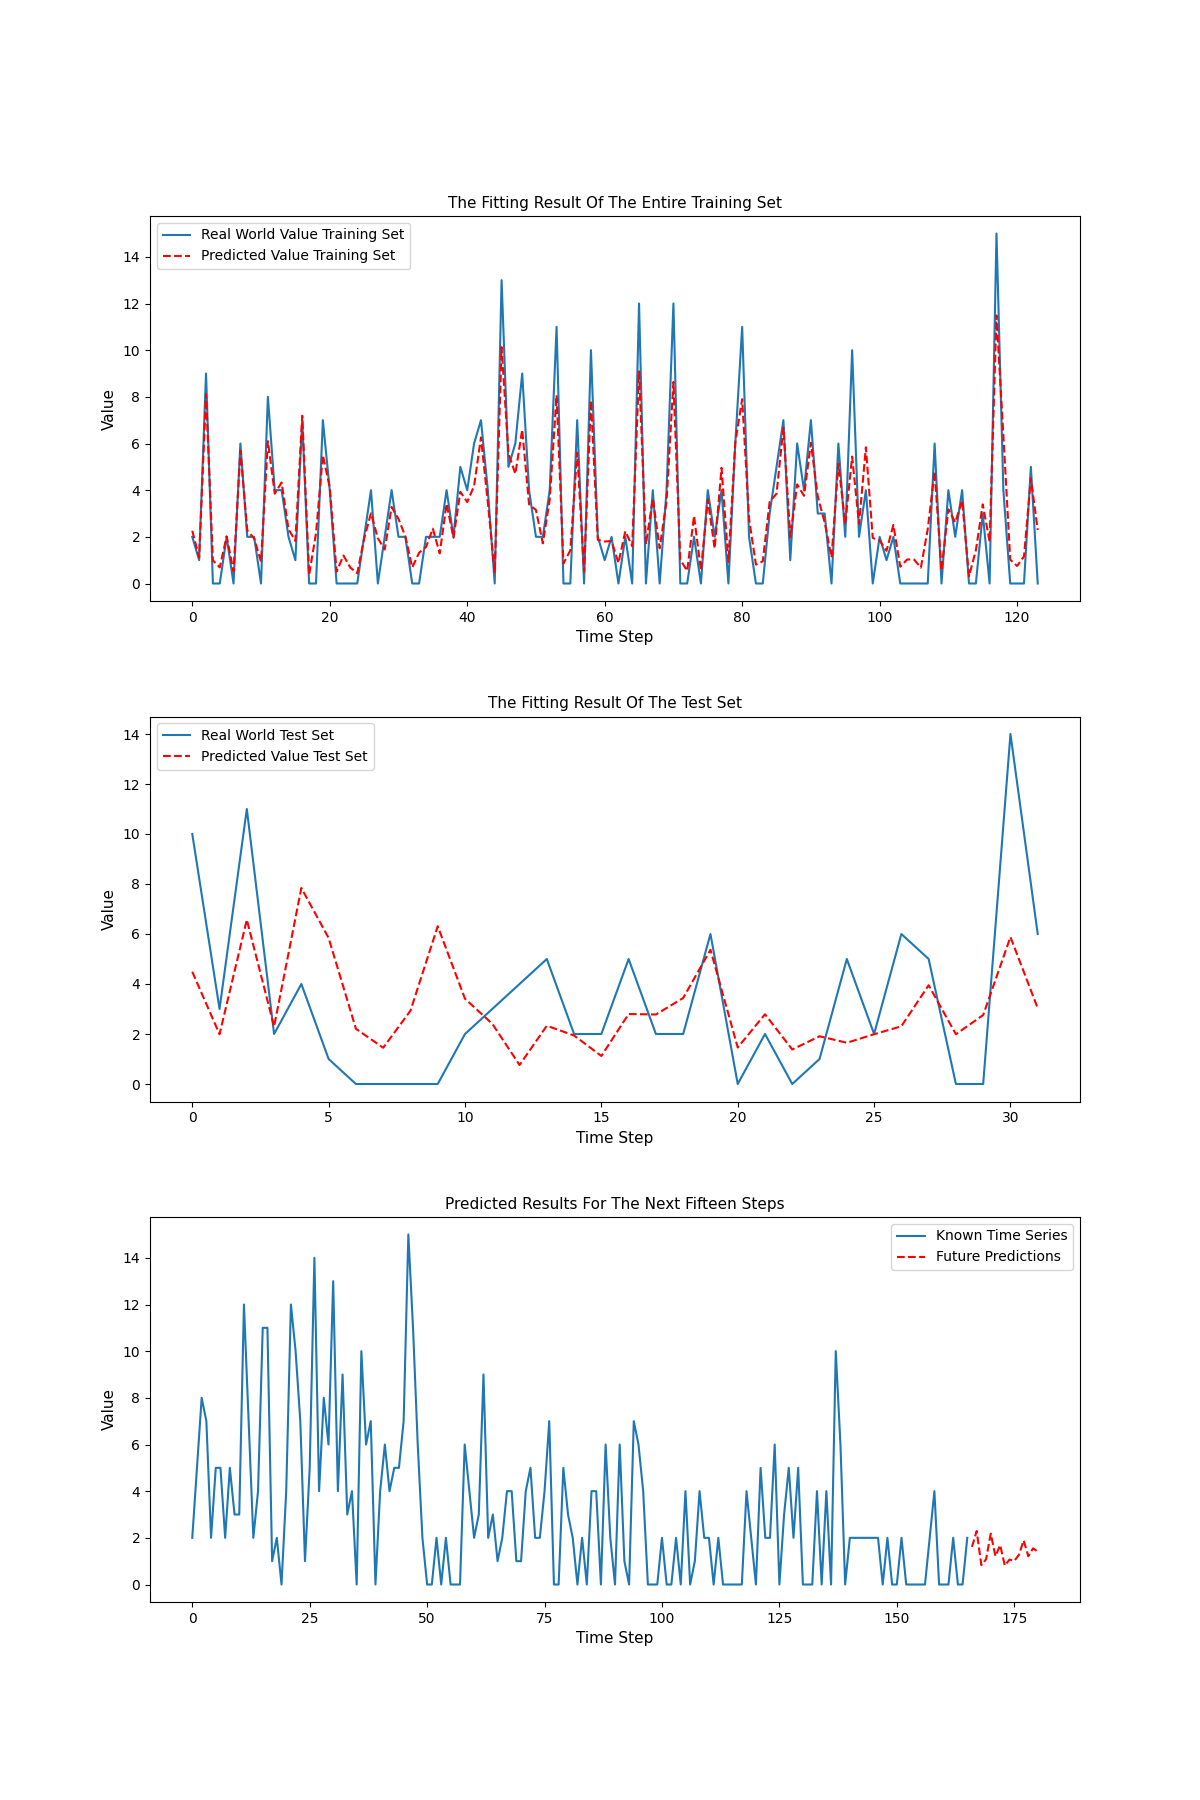 The Fitting Result Of The Entire Training Set
Real World Value Training Set
Predicted Value Training Set
14
12
10
8
6
4
2
0
Value
0 20 40 60 80 100 120
Time Step
The Fitting Result Of The Test Set
Real World Test Set
Predicted Value Test Set
14
12
10
8
6
4
2
0
Value
0 5 10 15 20 25 30
Time Step
Predicted Results For The Next Fifteen Steps
Known Time Series
Future Predictions
14
12
10
8
6
4
2
0
Value
0 25 50 75 100 125 150 175
Time Step